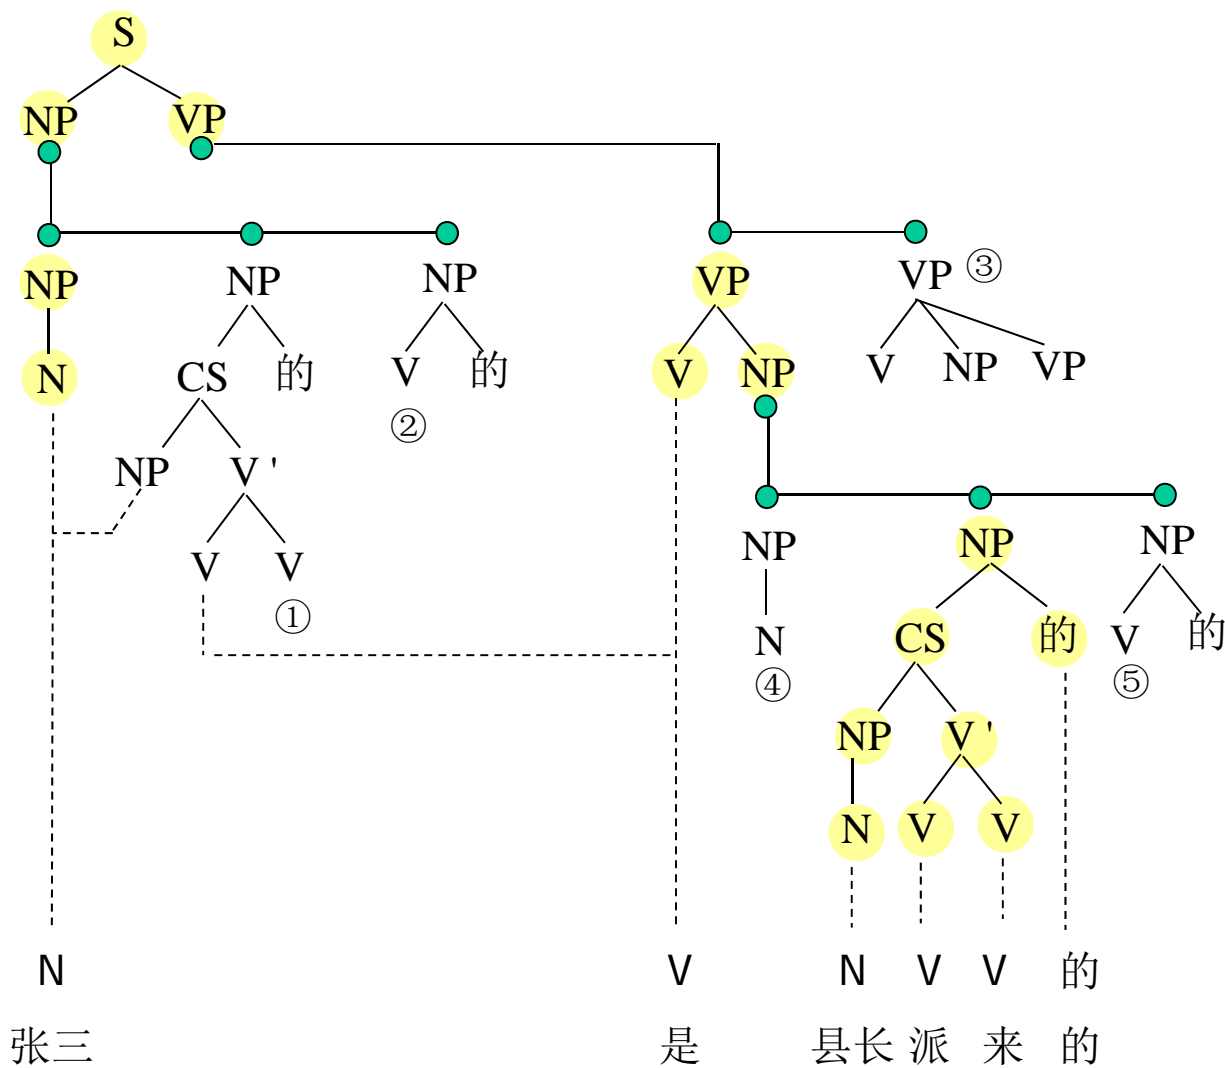 S
NP VP
NP NP NP VP VP ③
N CS 的 V 的 V NP V NP VP
②
NP V '
NP NP NP
V V
① N CS 的 V 的
④ ⑤
NP V '
N V V
N V N V V 的
张三 是 县长 派 来 的